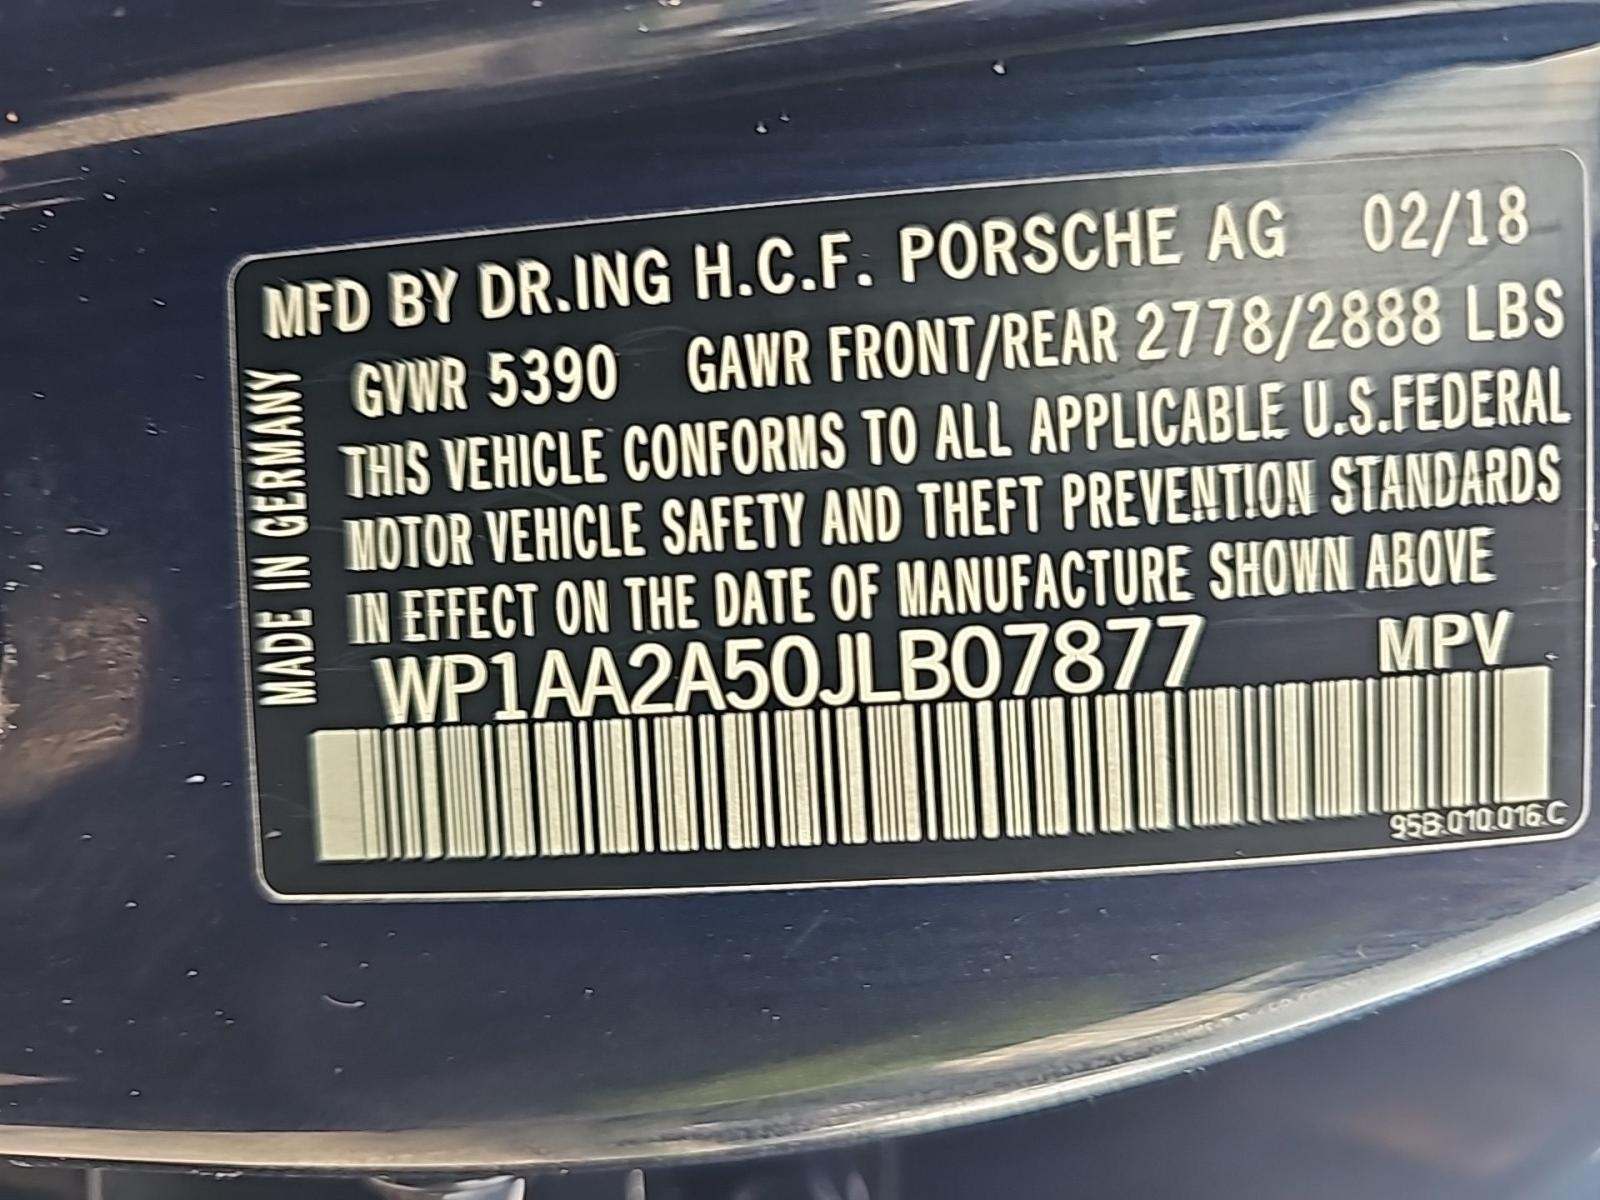 MFD BY DR.ING H.C.F. PORSCHE AG 02/18
GVWR 5390 GAWR FRONT/REAR 2778/2888 LBS
THIS VEHICLE CONFORMS TO ALL APPLICABLE U.S.FEDERAL
MOTOR VEHICLE SAFETY AND THEFT PREVENTION STANDARDS
IN EFFECT ON THE DATE OF MANUFACTURE SHOWN ABOVE
WP1AA2A50JLB07877 MPV
95B.010.016.C
MADE IN GERMANY